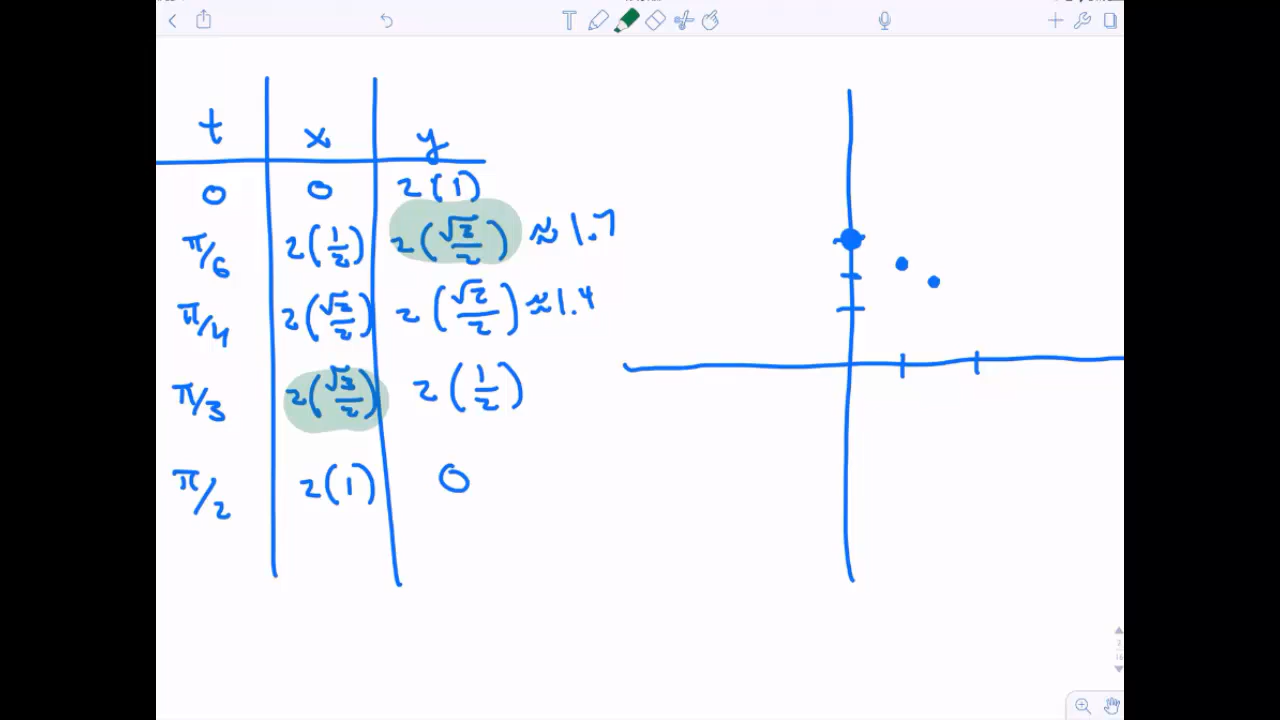 t x y
0 0 2(1)
π/6 2(1/2) 2(√3/2) ≈ 1.7
π/4 2(√2/2) 2(√2/2) ≈ 1.4
π/3 2(√3/2) 2(1/2)
π/2 2(1) 0